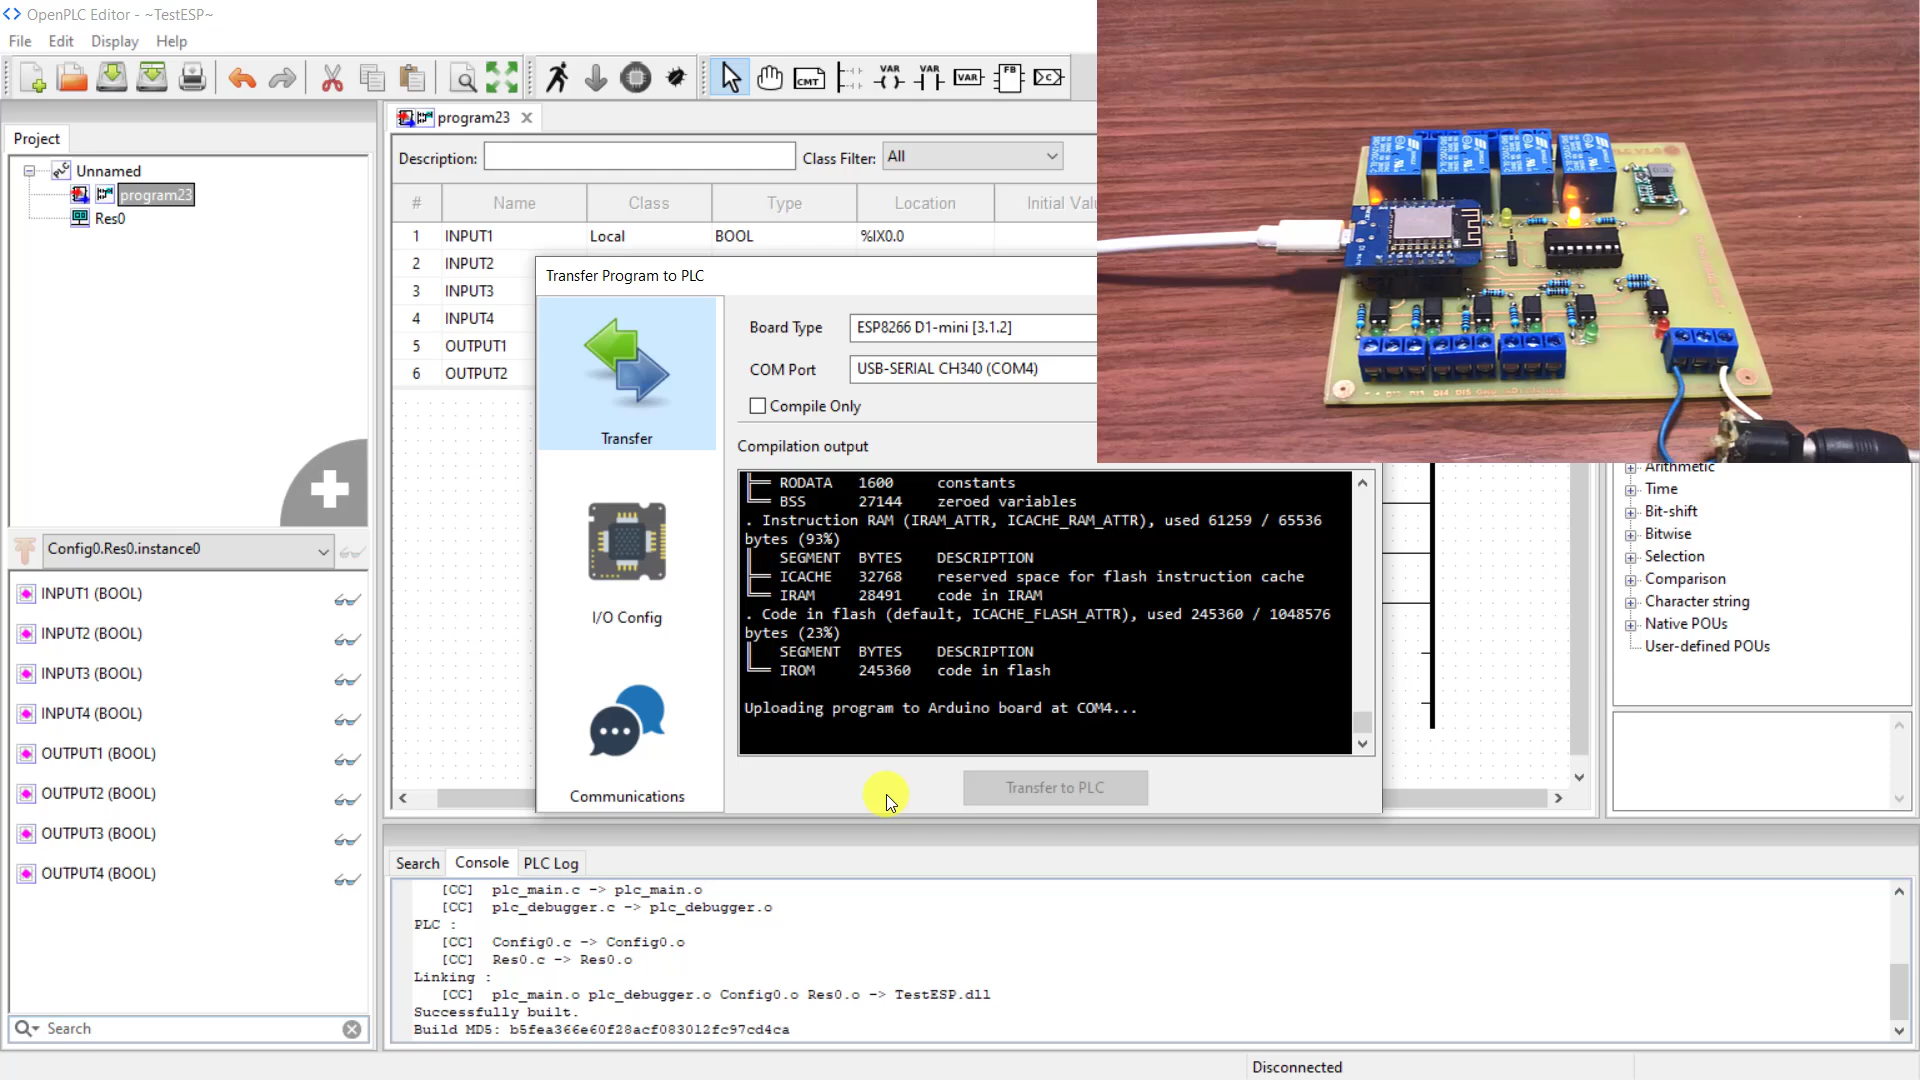 OpenPLC Editor - ~TestESP~
File Edit Display Help
CMT VAR VAR VAR FB C
Project
program23
Description: Class Filter: All
Unnamed
program23
Res0
# Name Class Type Location Initial Valu
1 INPUT1 Local BOOL %IX0.0
2 INPUT2
3 INPUT3
4 INPUT4
5 OUTPUT1
6 OUTPUT2
Transfer Program to PLC
Board Type ESP8266 D1-mini [3.1.2]
COM Port USB-SERIAL CH340 (COM4)
Compile Only
Transfer
Compilation output
I/O Config
Communications
RODATA 1600 constants
BSS 27144 zeroed variables
. Instruction RAM (IRAM_ATTR, ICACHE_RAM_ATTR), used 61259 / 65536
bytes (93%)
SEGMENT BYTES DESCRIPTION
ICACHE 32768 reserved space for flash instruction cache
IRAM 28491 code in IRAM
. Code in flash (default, ICACHE_FLASH_ATTR), used 245360 / 1048576
bytes (23%)
SEGMENT BYTES DESCRIPTION
IROM 245360 code in flash
Uploading program to Arduino board at COM4...
Transfer to PLC
Arithmetic
Time
Bit-shift
Bitwise
Selection
Comparison
Character string
Native POUs
User-defined POUs
Config0.Res0.instance0
INPUT1 (BOOL)
INPUT2 (BOOL)
INPUT3 (BOOL)
INPUT4 (BOOL)
OUTPUT1 (BOOL)
OUTPUT2 (BOOL)
OUTPUT3 (BOOL)
OUTPUT4 (BOOL)
Search
Search Console PLC Log
[CC] plc_main.c -> plc_main.o
[CC] plc_debugger.c -> plc_debugger.o
PLC :
[CC] Config0.c -> Config0.o
[CC] Res0.c -> Res0.o
Linking :
[CC] plc_main.o plc_debugger.o Config0.o Res0.o -> TestESP.dll
Successfully built.
Build MD5: b5fea366e60f28acf083012fc97cd4ca
Disconnected